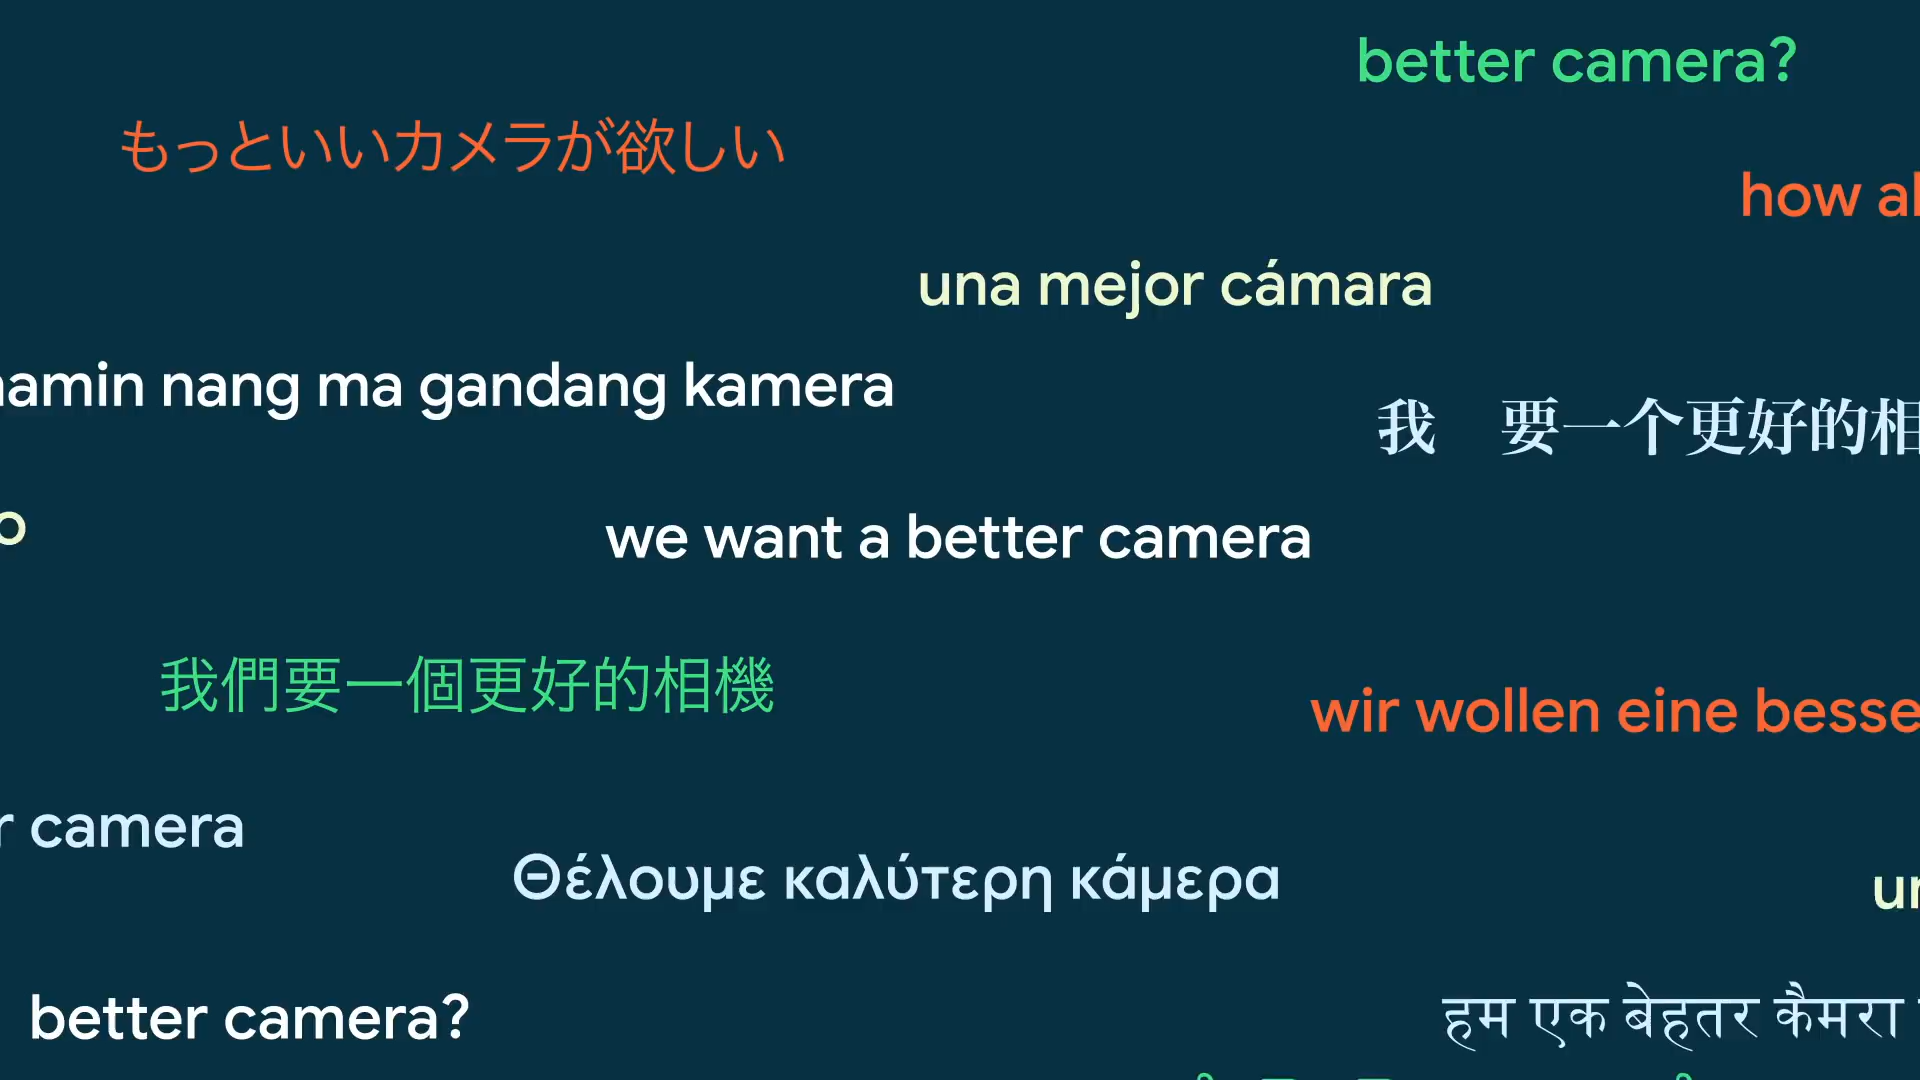 better camera?
もっといいカメラが欲しい
how
una mejor cámara
nang ma gandang kamera
我 要一个更好的相
we want a better camera
我們要一個更好的相機
wir wollen eine
camera
Θέλουμε καλύτερη κάμερα
better camera?
हम एक बेहतर कैमरा